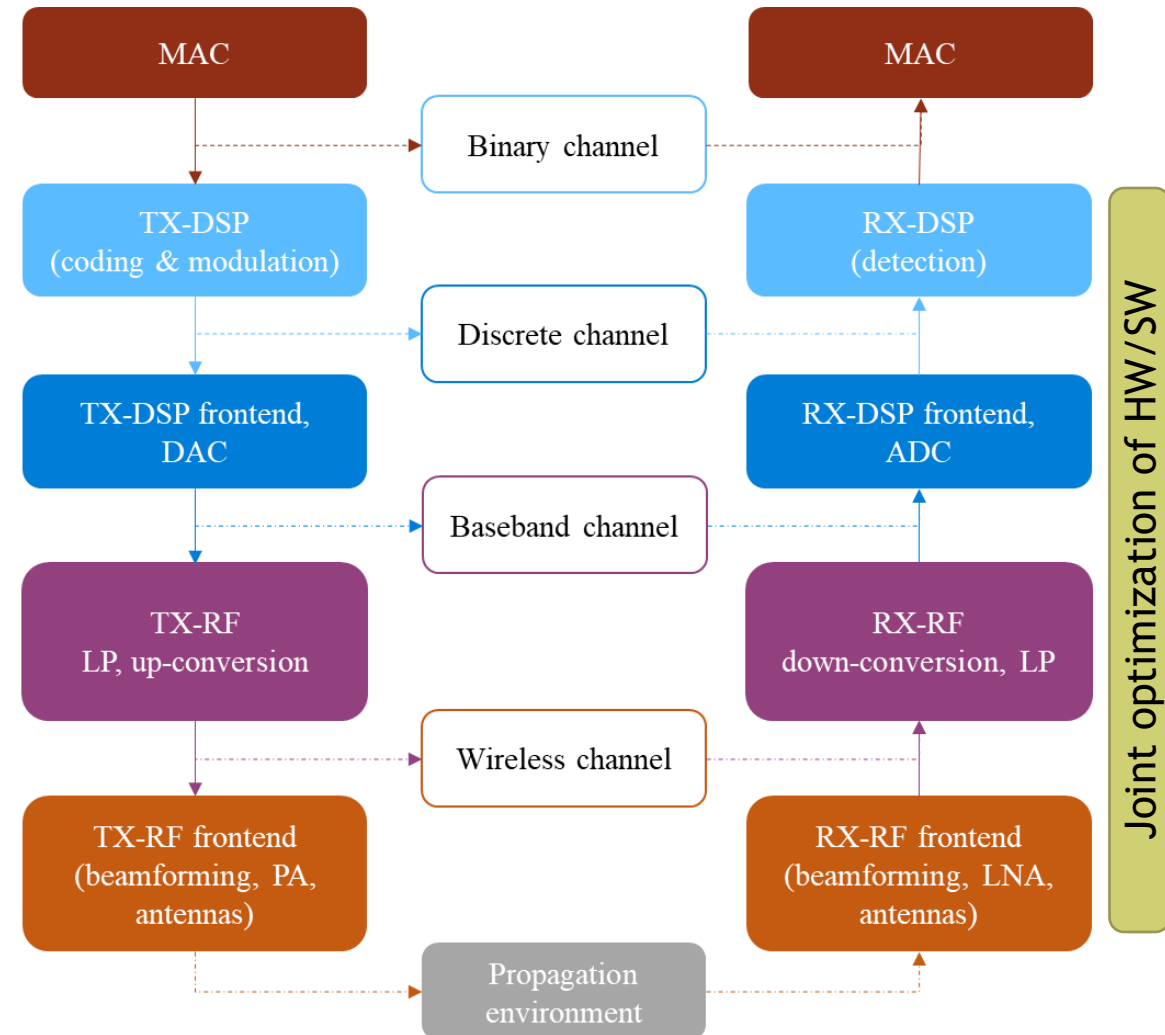 MAC
MAC
Binary channel
TX-DSP
(coding & modulation)
RX-DSP
(detection)
Discrete channel
TX-DSP frontend,
DAC
RX-DSP frontend,
ADC
Baseband channel
TX-RF
LP, up-conversion
RX-RF
down-conversion, LP
Wireless channel
TX-RF frontend
(beamforming, PA,
antennas)
RX-RF frontend
(beamforming, LNA,
antennas)
Propagation
environment
Joint optimization of HW/SW